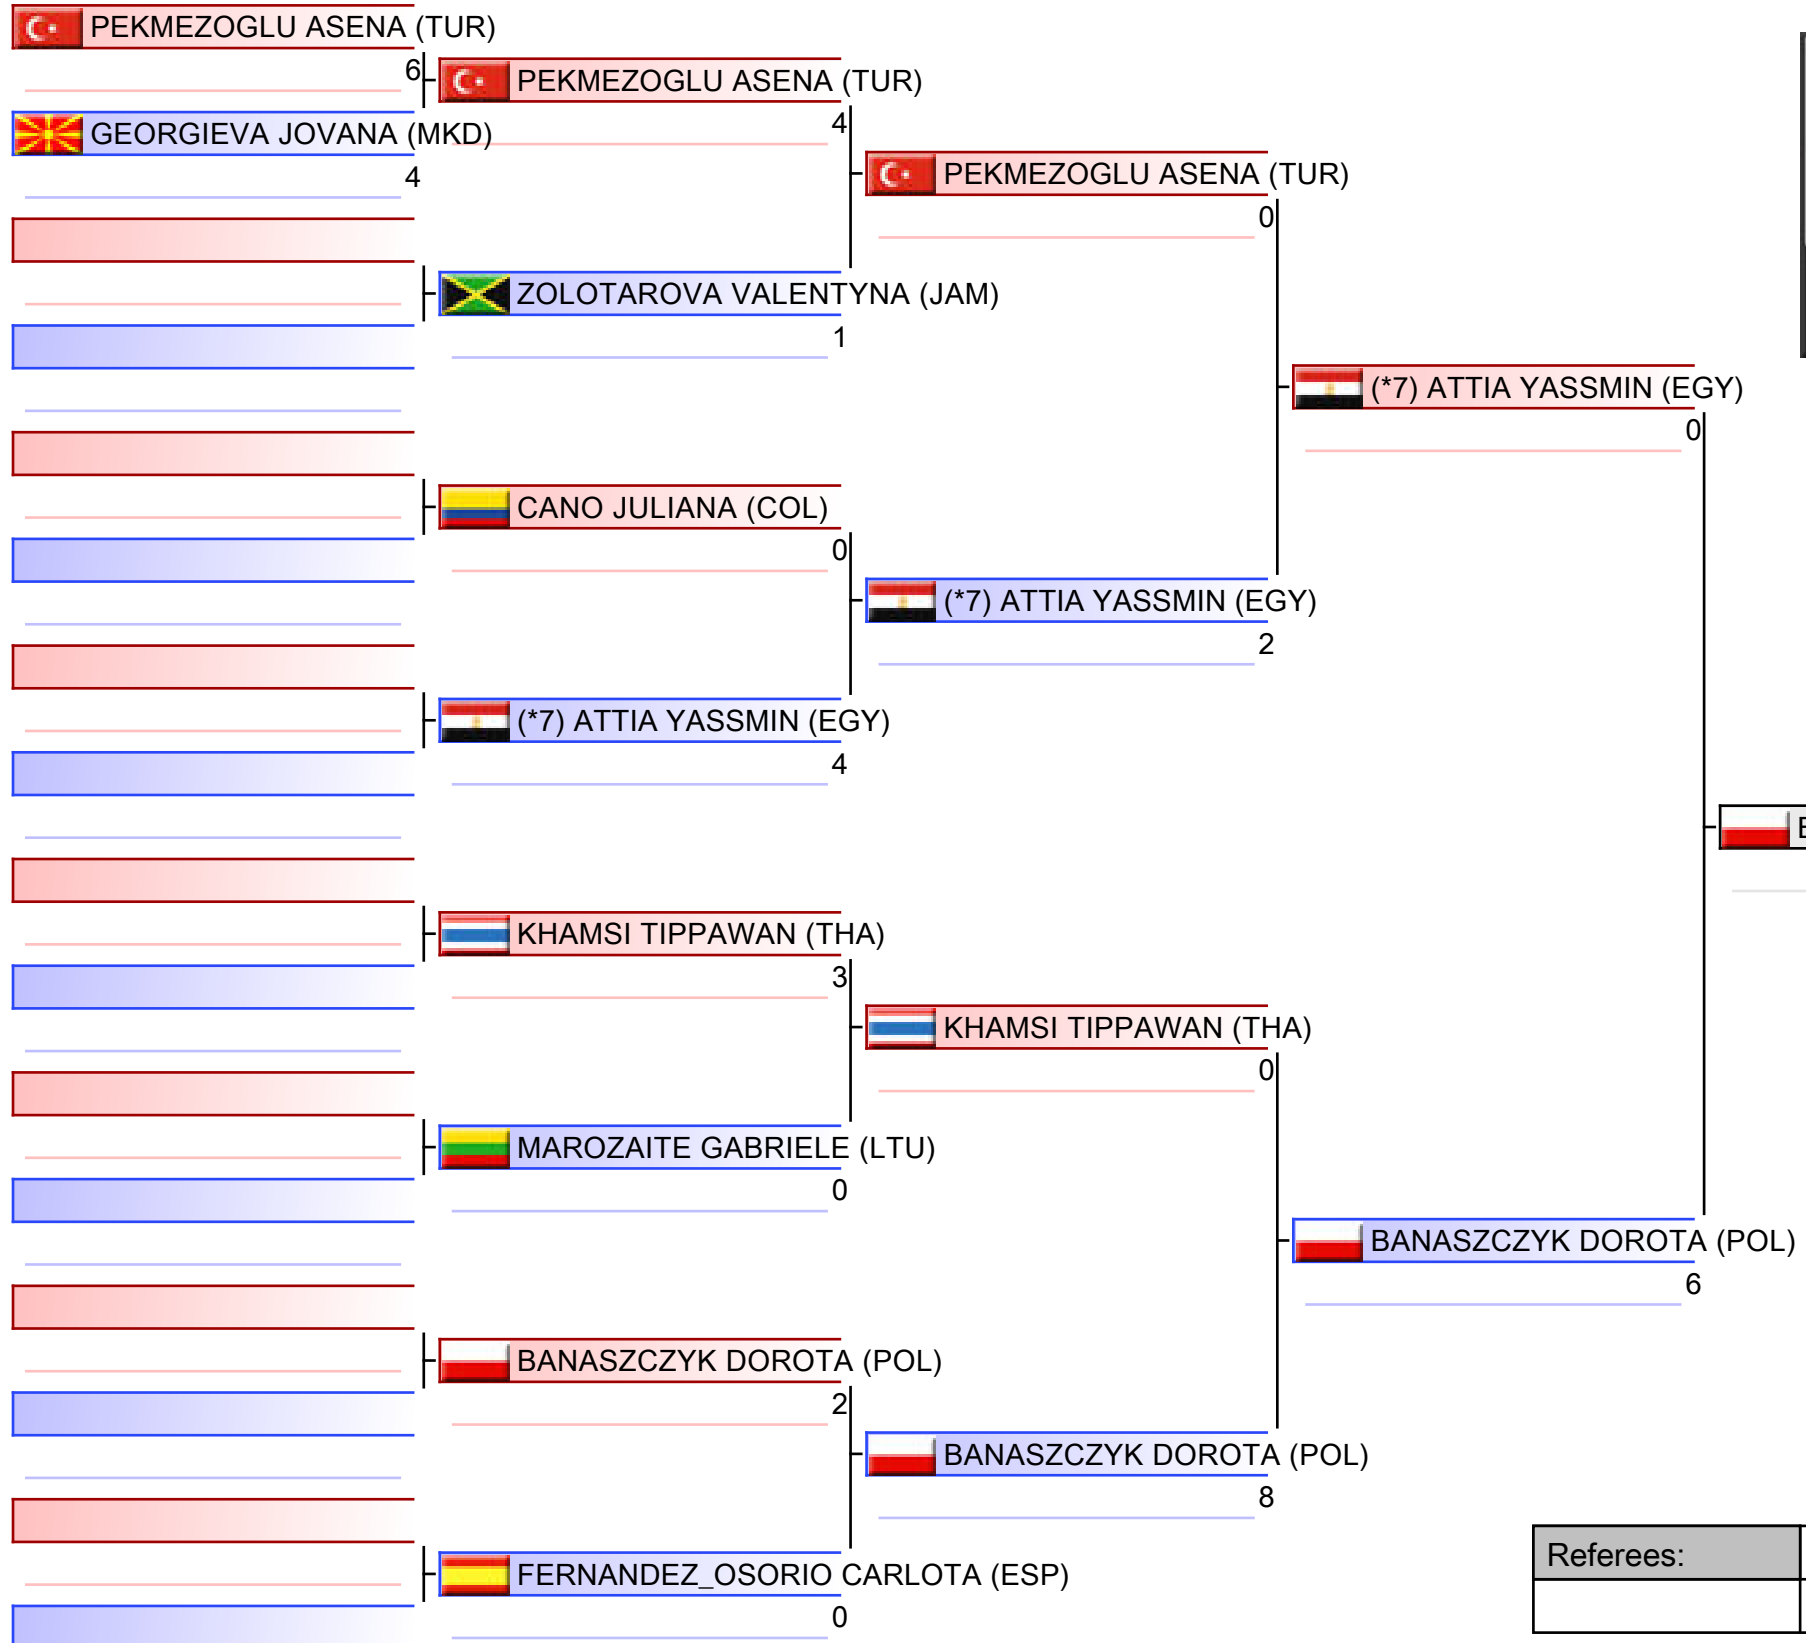 PEKMEZOGLU ASENA (TUR)
6
GEORGIEVA JOVANA (MKD)
4
PEKMEZOGLU ASENA (TUR)
4
ZOLOTAROVA VALENTYNA (JAM)
1
CANO JULIANA (COL)
0
(*7) ATTIA YASSMIN (EGY)
4
KHAMSI TIPPAWAN (THA)
3
MAROZAITE GABRIELE (LTU)
0
BANASZCZYK DOROTA (POL)
2
FERNANDEZ_OSORIO CARLOTA (ESP)
0
PEKMEZOGLU ASENA (TUR)
0
(*7) ATTIA YASSMIN (EGY)
2
KHAMSI TIPPAWAN (THA)
0
BANASZCZYK DOROTA (POL)
8
(*7) ATTIA YASSMIN (EGY)
0
BANASZCZYK DOROTA (POL)
6
Referees: